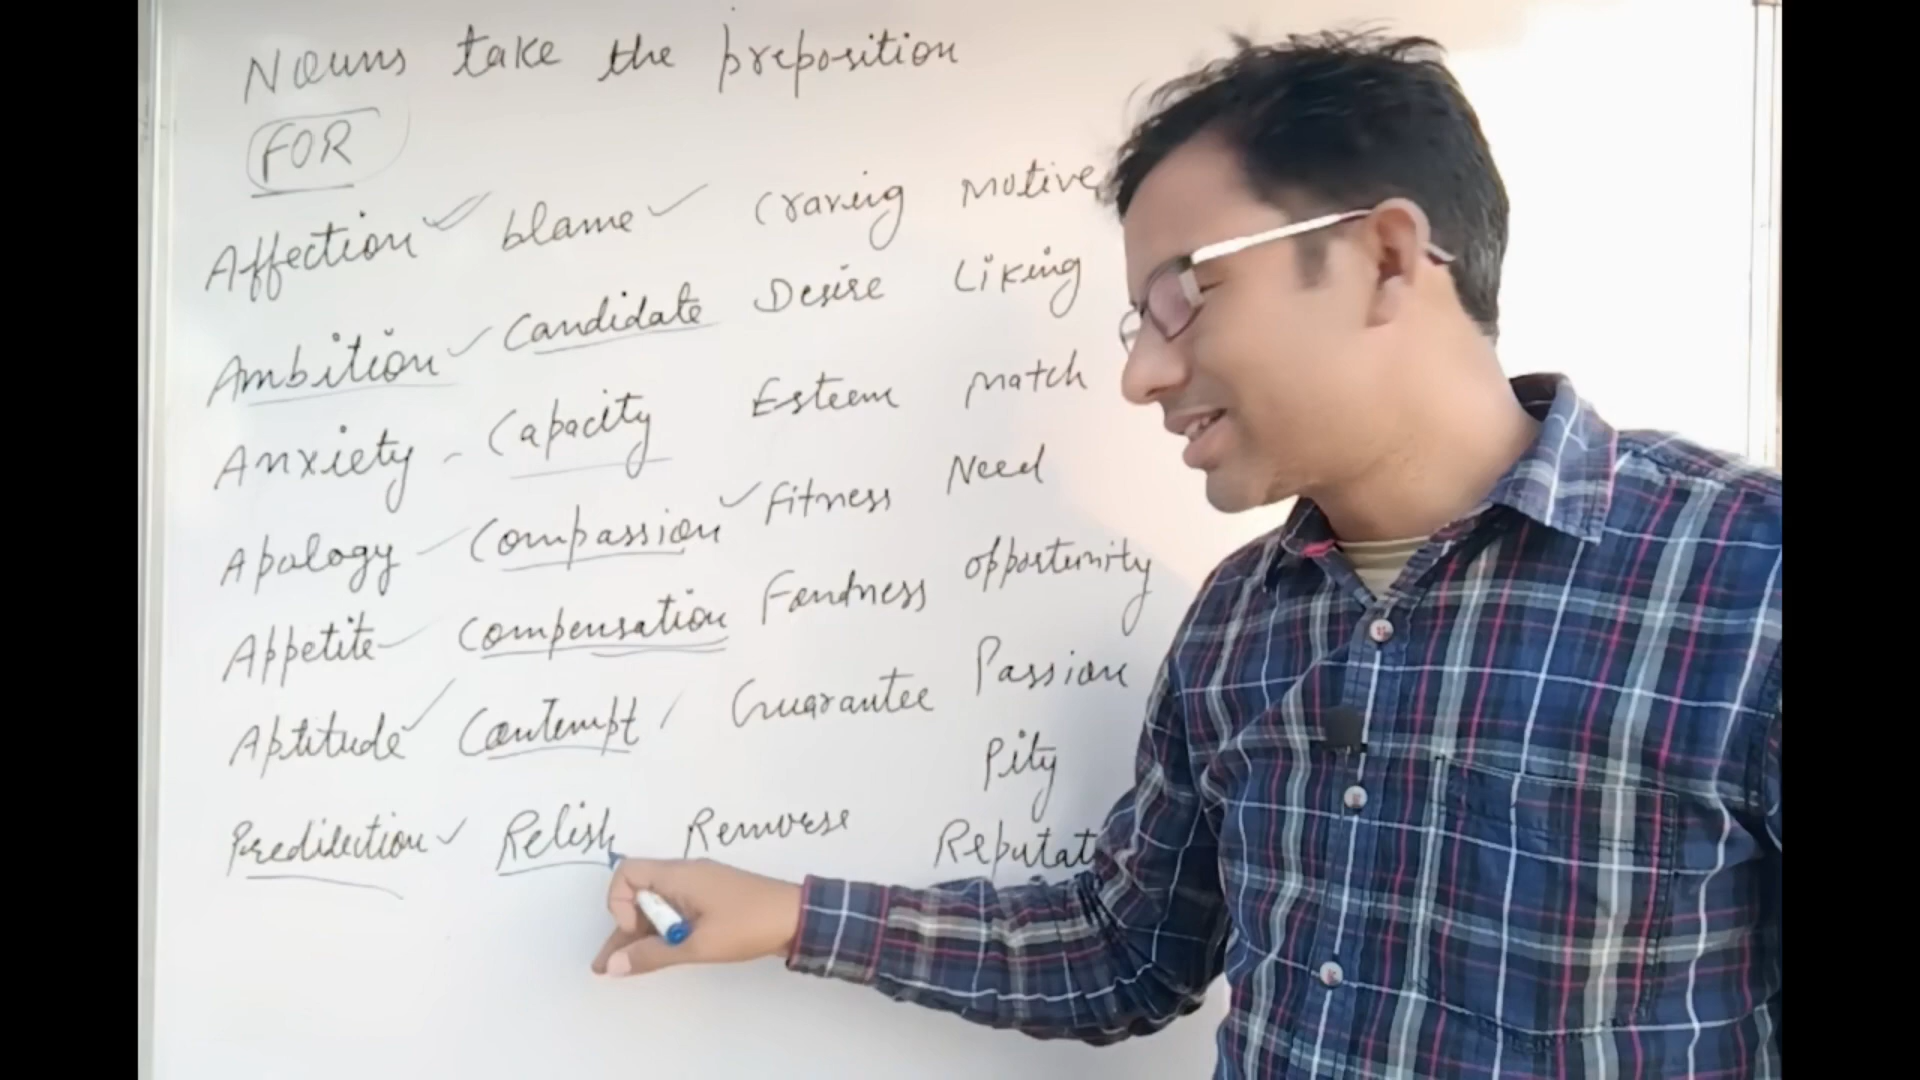 Nouns take the preposition
FOR
Affection blame Craving Motive
Ambition Candidate Desire Liking
Anxiety Capacity Esteem Match
Apology Compassion Fitness Need
Appetite Compensation Fondness opportunity
Aptitude Contempt Guarantee Passion
Pity
Predilection Relish Remorse Reputat